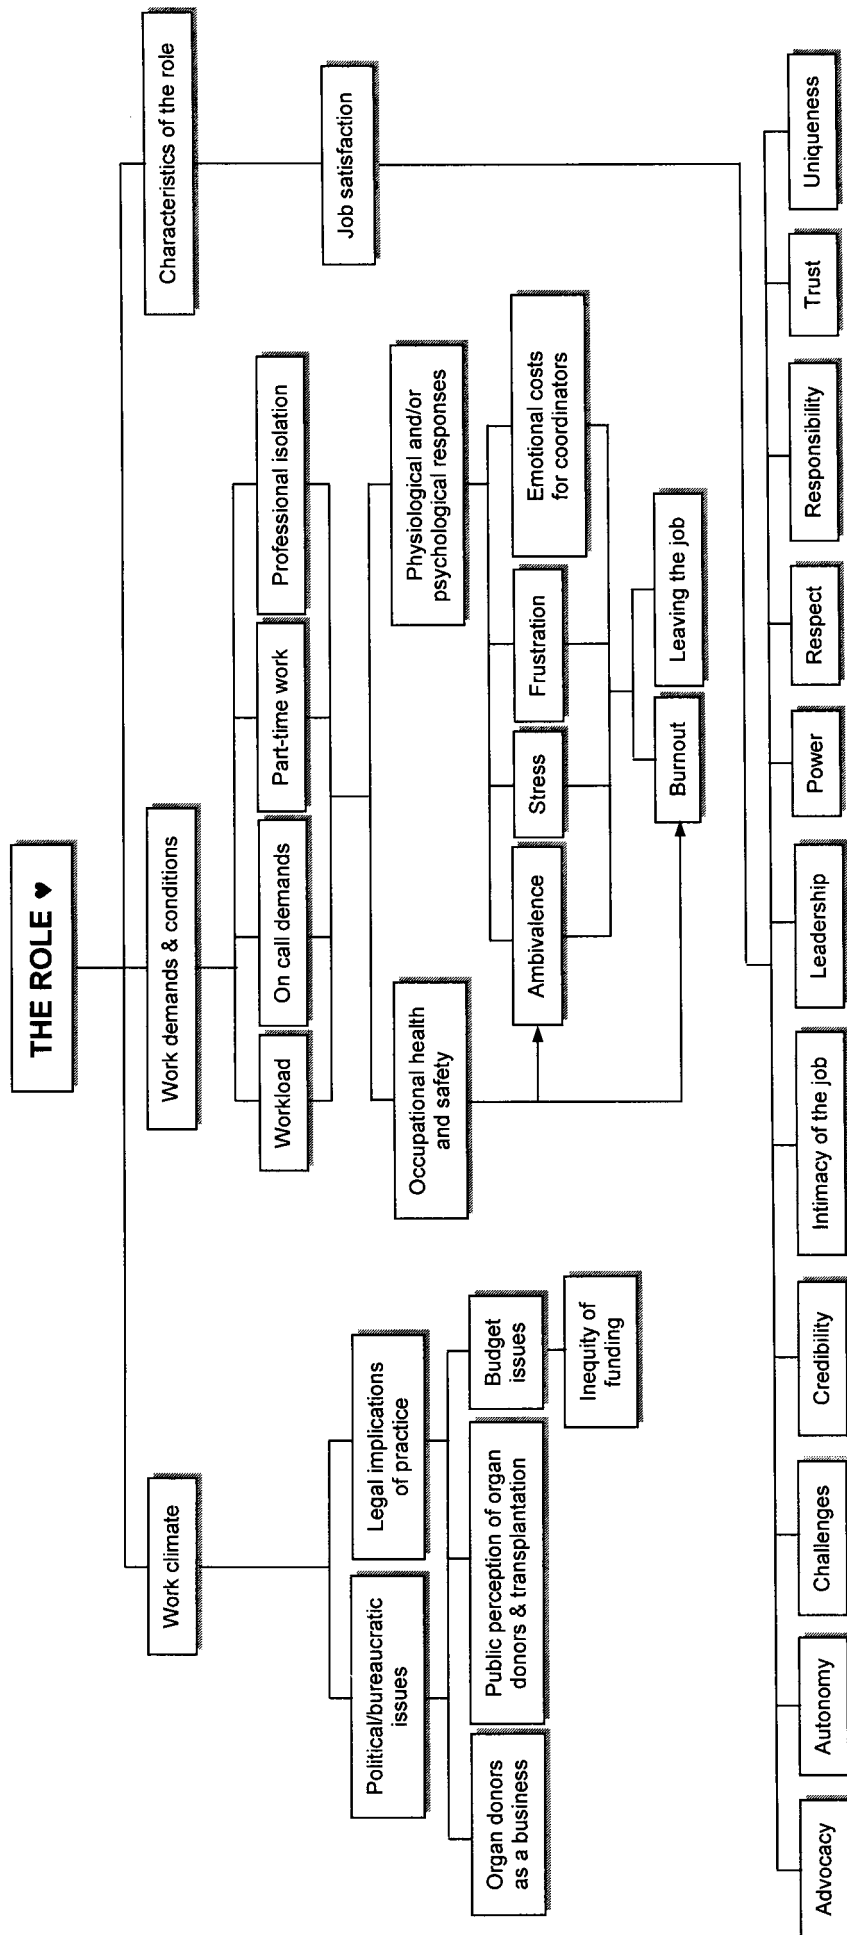 THE ROLE ♥
Work climate
Work demands & conditions
Characteristics of the role
Political/bureaucratic
issues
Legal implications
of practice
Workload
On call demands
Part-time work
Professional isolation
Job satisfaction
Organ donors
as a business
Public perception of organ
donors & transplantation
Budget
issues
Inequity of
funding
Occupational health
and safety
Physiological and/or
psychological responses
Ambivalence
Stress
Frustration
Emotional costs
for coordinators
Burnout
Leaving the job
Advocacy
Autonomy
Challenges
Credibility
Intimacy of the job
Leadership
Power
Respect
Responsibility
Trust
Uniqueness